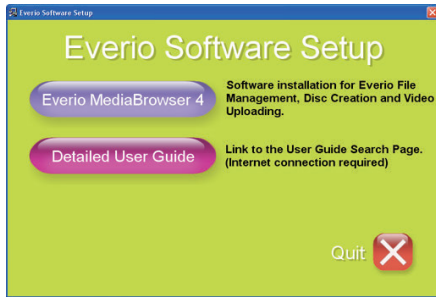 Everio Software Setup
Everio Software Setup
Everio MediaBrowser 4
Software installation for Everio File
Management, Disc Creation and Video
Uploading.
Detailed User Guide
Link to the User Guide Search Page.
(Internet connection required)
Quit